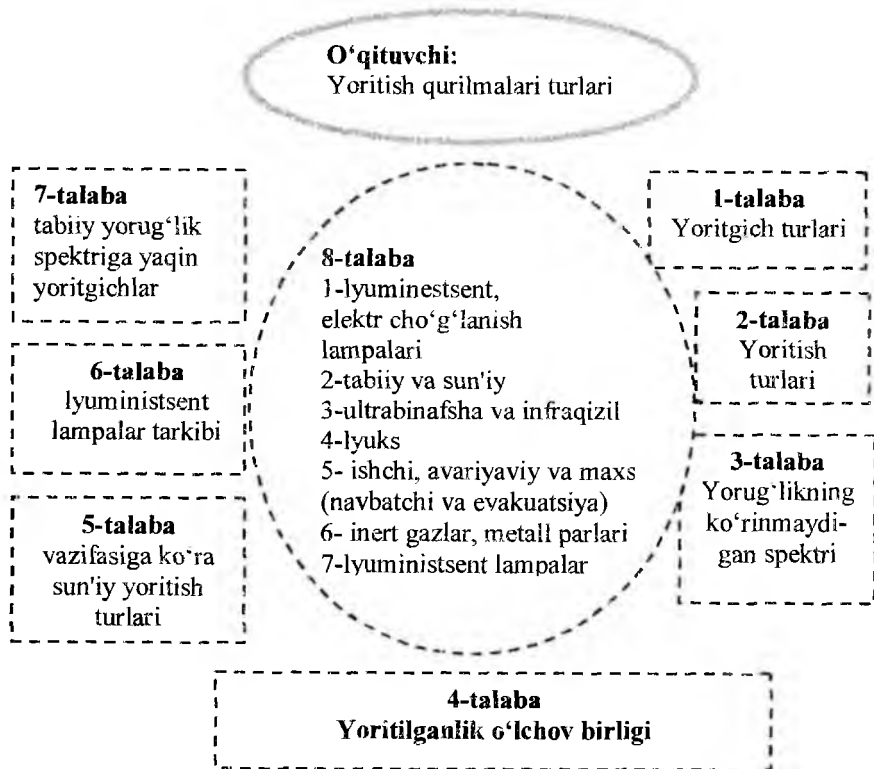 O‘qituvchi:
Yoritish qurilmalari turlari
7-talaba
tabiiy yorug‘lik
spektriga yaqin
yoritgichlar
1-talaba
Yoritgich turlari
8-talaba
1-lyuminestsent,
elektr cho‘g‘lanish
lampalari
2-tabiiy va sun'iy
3-ultrabinafsha va infraqizil
4-lyuks
5- ishchi, avariyaviy va maxs
(navbatchi va evakuatsiya)
6- inert gazlar, metall parlari
7-lyuministsent lampalar
2-talaba
Yoritish
turlari
6-talaba
lyuministsent
lampalar tarkibi
3-talaba
Yorug‘likning
ko‘rinmaydi-
gan spektri
5-talaba
vazifasiga ko‘ra
sun'iy yoritish
turlari
4-talaba
Yoritilganlik o‘lchov birligi